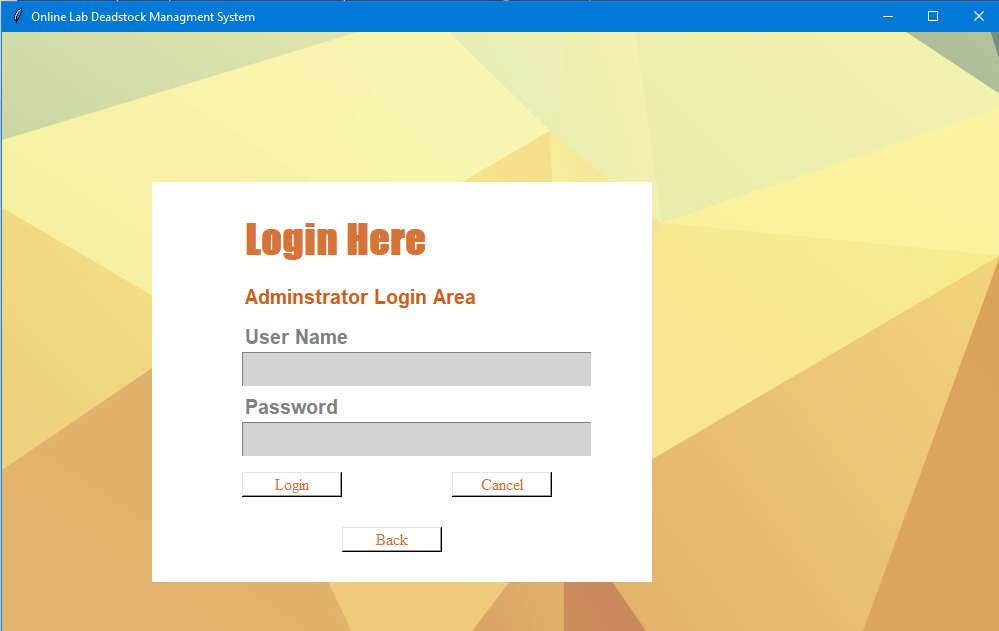 Online Lab Deadstock Managment System
Login Here
Adminstrator Login Area
User Name
Password
Login Cancel
Back